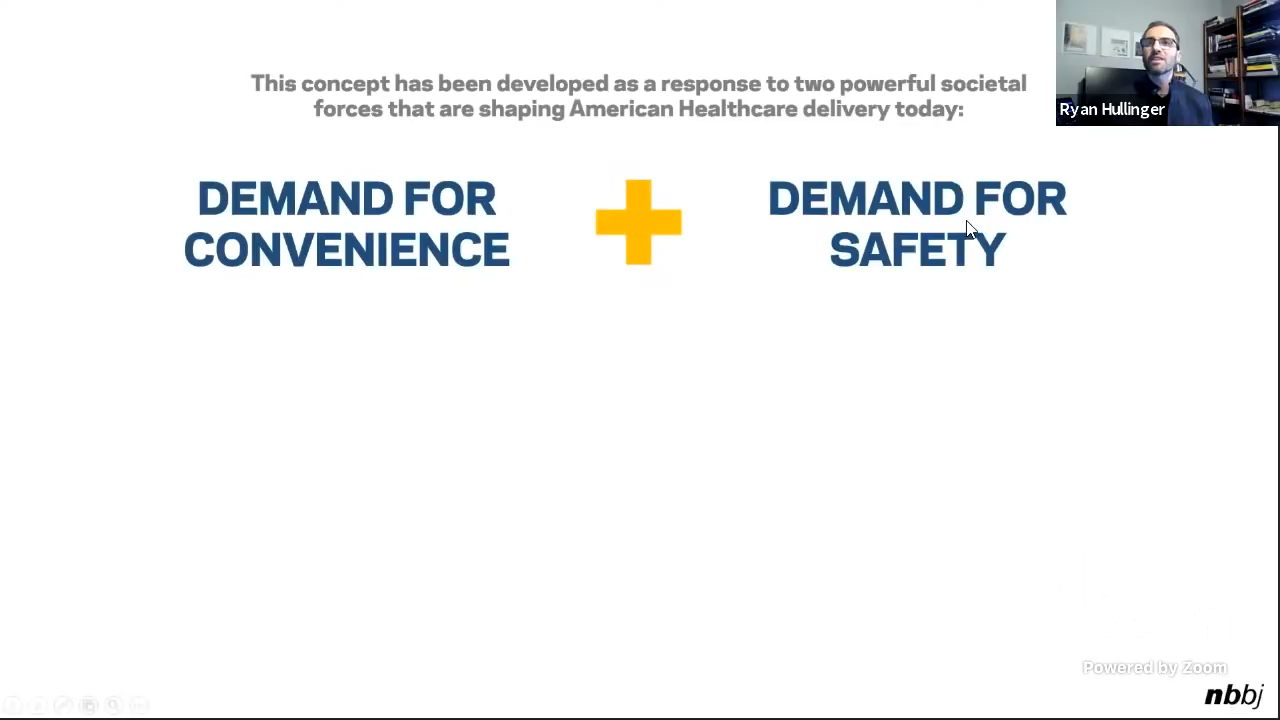 This concept has been developed as a response to two powerful societal
forces that are shaping American Healthcare delivery today:
Ryan Hullinger
DEMAND FOR
CONVENIENCE
DEMAND FOR
SAFETY
Powered by Zoom
nbbj